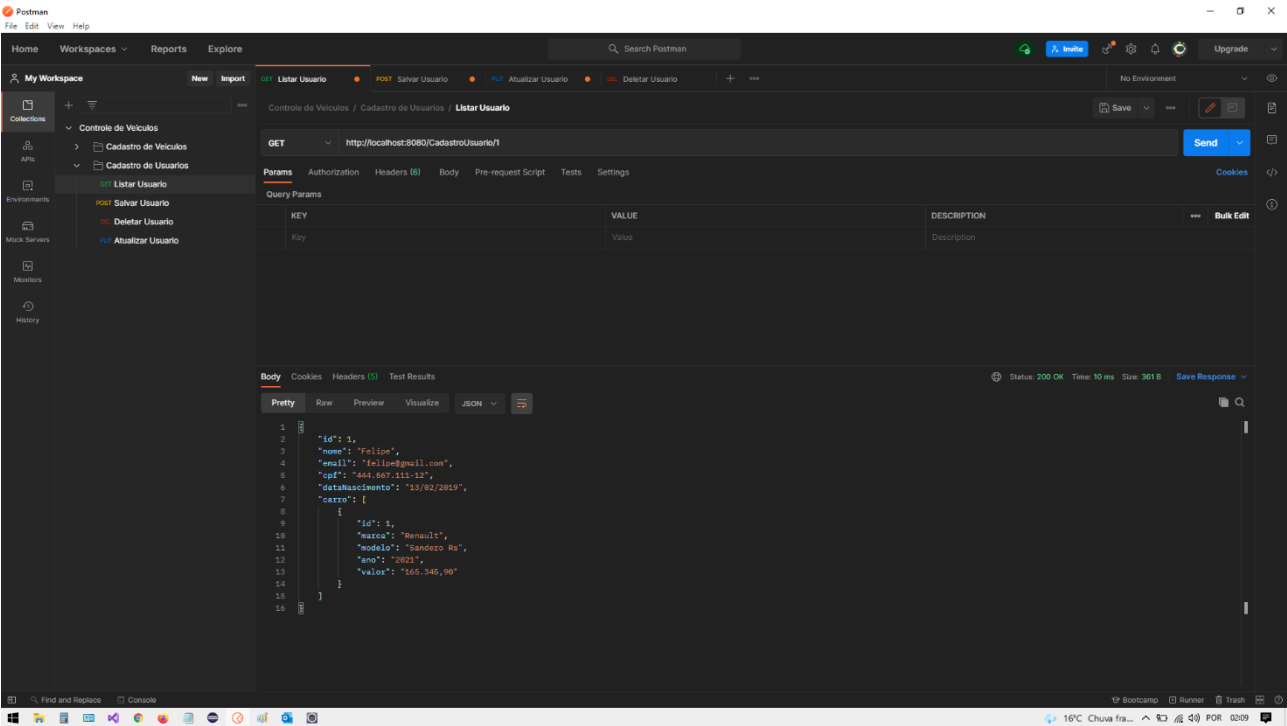 Postman
File Edit View Help
Home Workspaces Reports Explore Search Postman Invite Upgrade
My Workspace New Import GET Listar Usuario POST Salvar Usuario PUT Atualizar Usuario DEL Deletar Usuario No Environment
Collections
APIs
Environments
Mock Servers
Monitors
History
Controle de Veiculos
Cadastro de Veiculos
Cadastro de Usuarios
GET Listar Usuario
POST Salvar Usuario
DEL Deletar Usuario
PUT Atualizar Usuario
Controle de Veiculos / Cadastro de Usuarios / Listar Usuario Save
GET http://localhost:8080/CadastroUsuario/1 Send
Params Authorization Headers (6) Body Pre-request Script Tests Settings Cookies
Query Params
KEY VALUE DESCRIPTION Bulk Edit
Key Value Description
Body Cookies Headers (5) Test Results Status: 200 OK Time: 10 ms Size: 361 B Save Response
Pretty Raw Preview Visualize JSON
1 {
2 "id": 1,
3 "nome": "Felipe",
4 "email": "felipe@gmail.com",
5 "cpf": "444.667.111-12",
6 "dataNascimento": "13/02/2019",
7 "carro": [
8 {
9 "id": 1,
10 "marca": "Renault",
11 "modelo": "Sandero Rs",
12 "ano": "2021",
13 "valor": "165.345,90"
14 }
15 ]
16 }
Find and Replace Console Bootcamp Runner Trash
16°C Chuva fra... POR 02:09